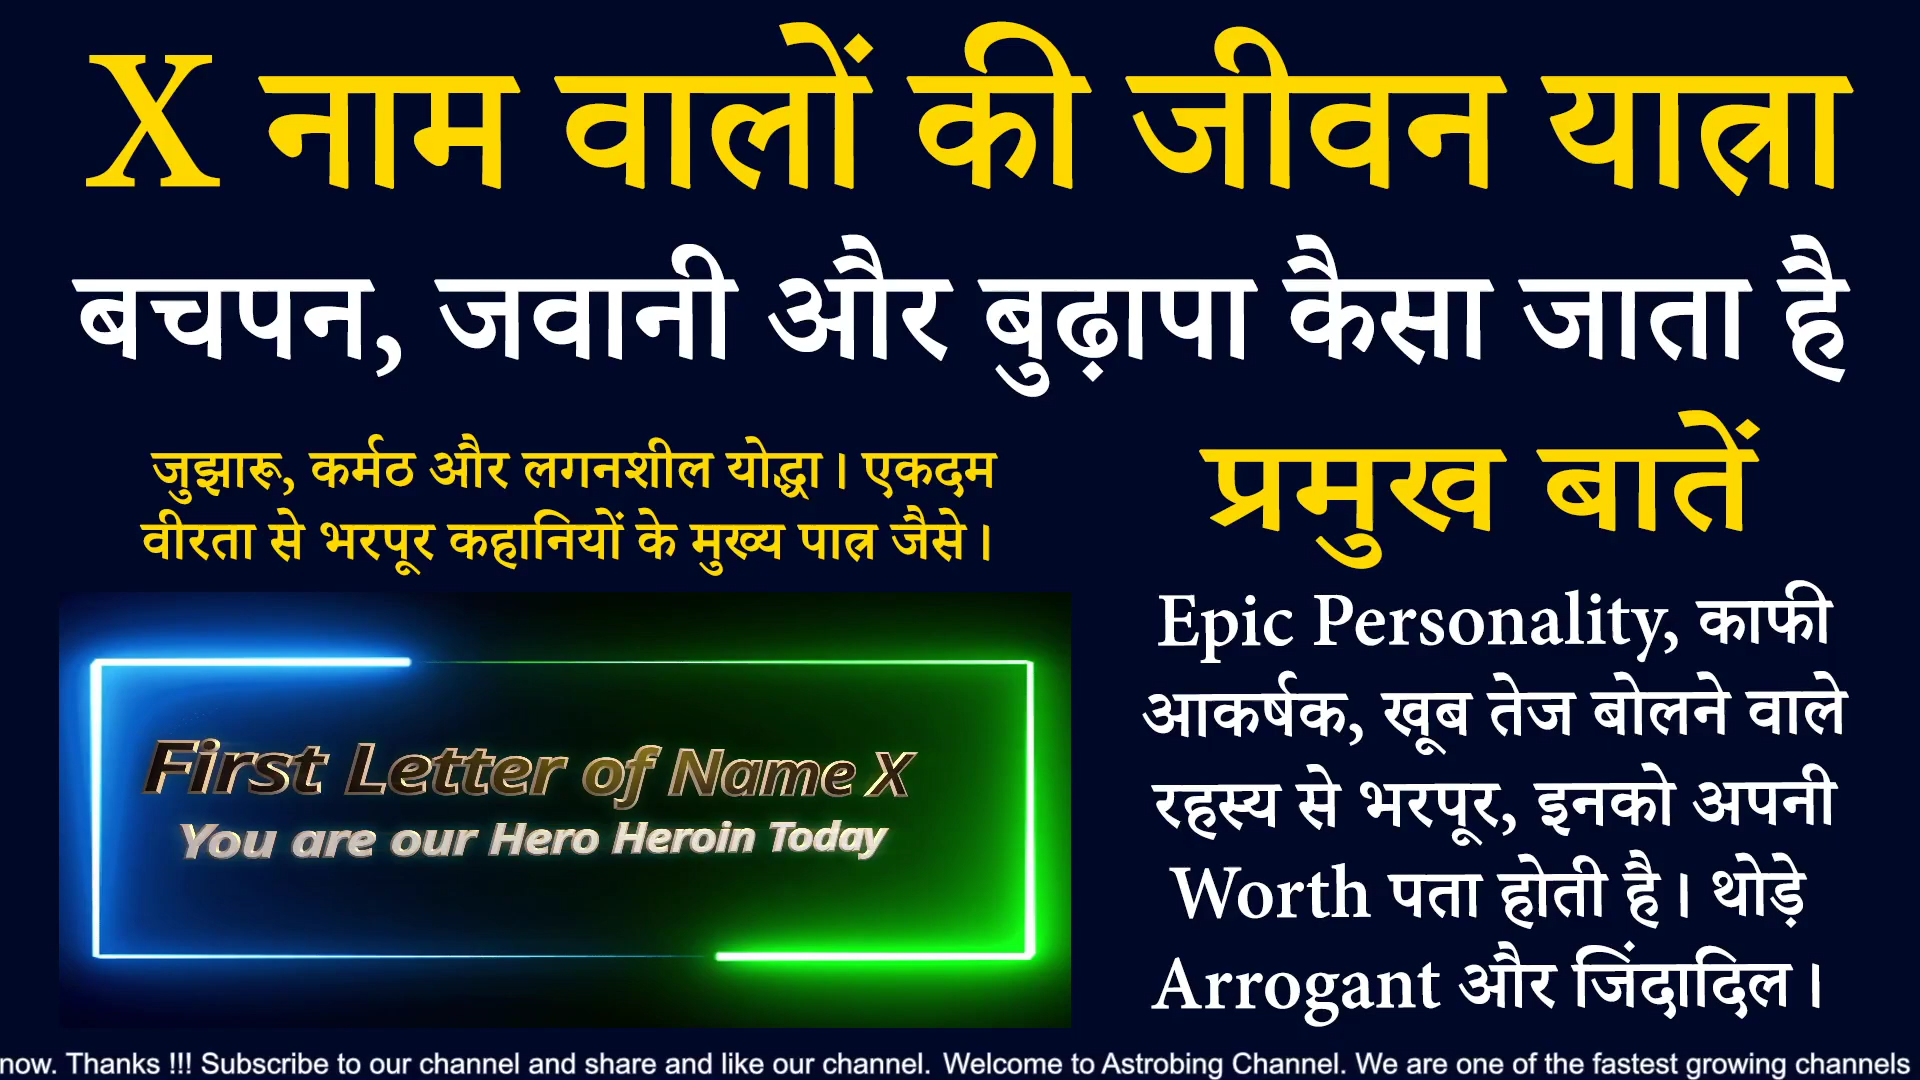 X नाम वालों की जीवन यात्रा
बचपन, जवानी और बुढ़ापा कैसा जाता है
जुझारू, कर्मठ और लगनशील योद्धा। एकदम
वीरता से भरपूर कहानियों के मुख्य पात्र जैसे।
First Letter of Name X
You are our Hero Heroin Today
प्रमुख बातें
Epic Personality, काफी
आकर्षक, खूब तेज बोलने वाले
रहस्य से भरपूर, इनको अपनी
Worth पता होती है। थोड़े
Arrogant और जिंदादिल।
now. Thanks !!! Subscribe to our channel and share and like our channel. Welcome to Astrobing Channel. We are one of the fastest growing channels